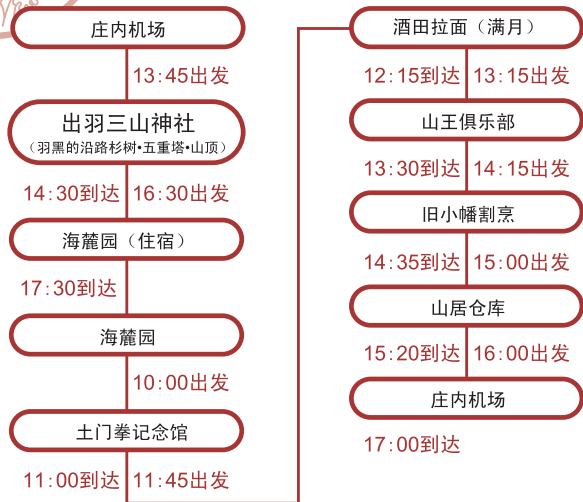 庄内机场
13:45出发
出羽三山神社
（羽黑的沿路杉树•五重塔•山顶）
14:30到达 16:30出发
海麓园（住宿）
17:30到达
海麓园
10:00出发
土门拳记念馆
11:00到达 11:45出发
酒田拉面（满月）
12:15到达 13:15出发
山王俱乐部
13:30到达 14:15出发
旧小幡割烹
14:35到达 15:00出发
山居仓库
15:20到达 16:00出发
庄内机场
17:00到达